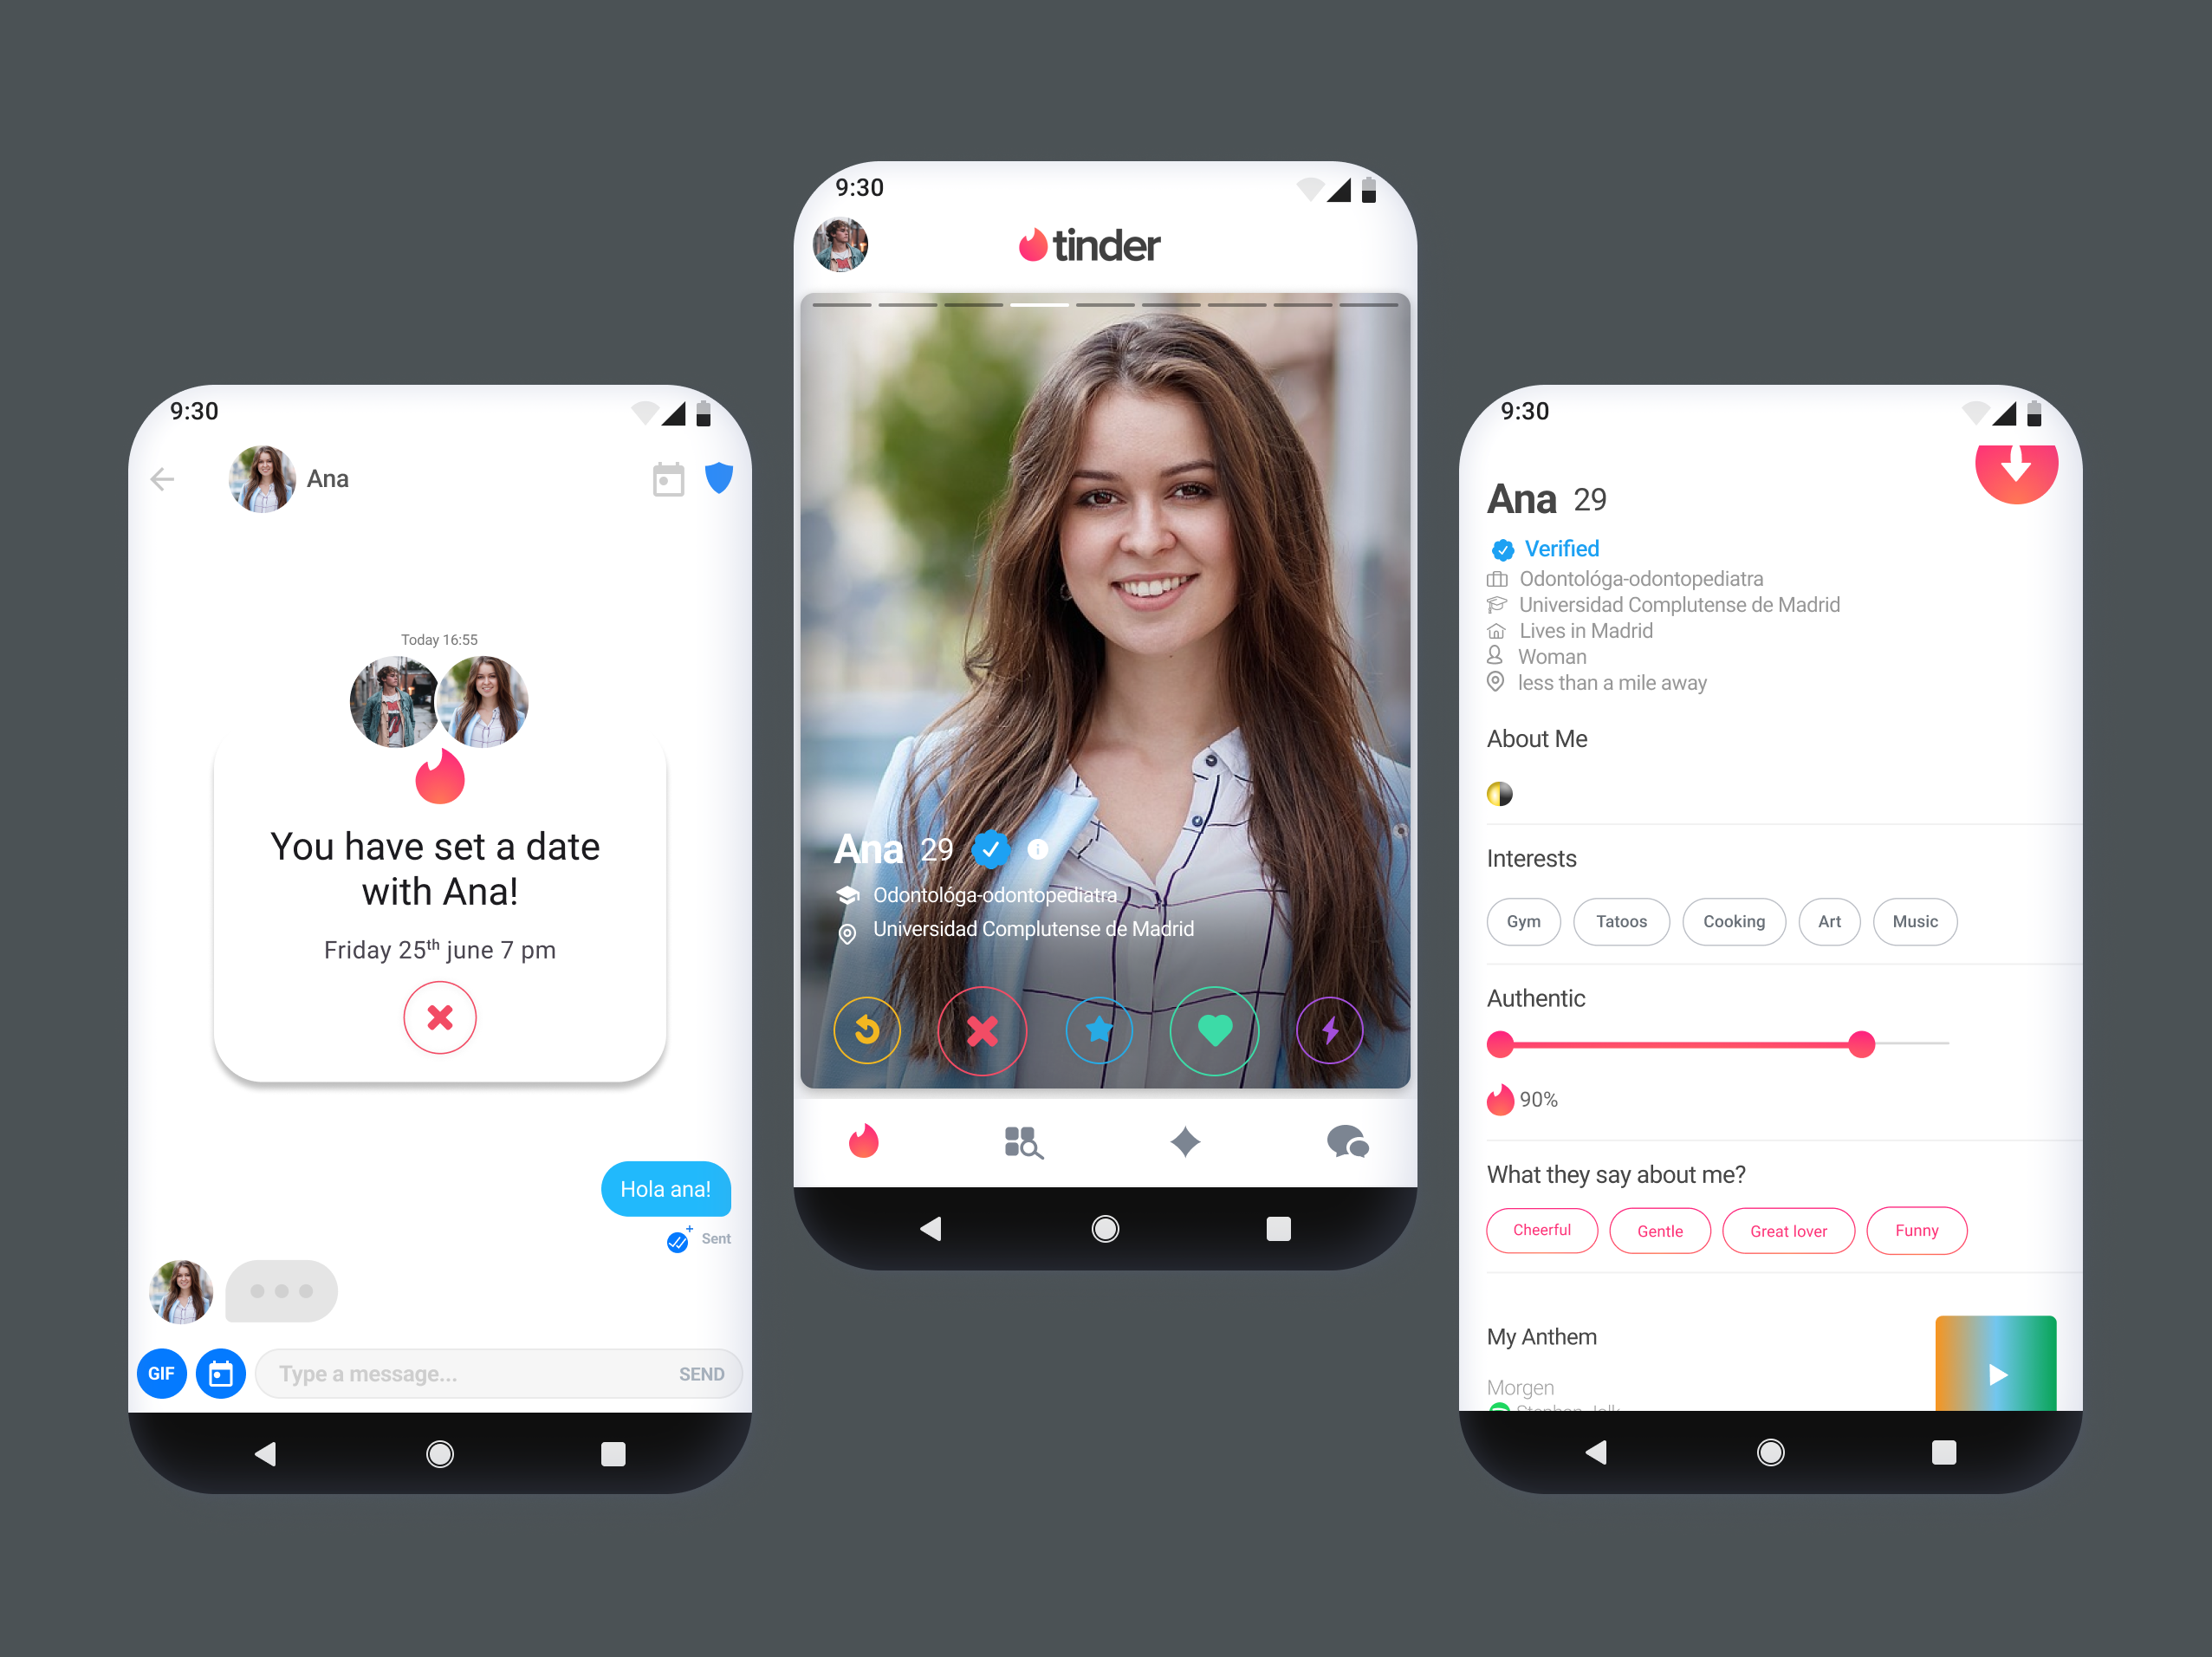 9:30
Ana
Today 16:55
You have set a date
with Ana!
Friday 25th june 7 pm
Hola ana!
Sent
GIF
Type a message...
SEND
9:30
tinder
Ana 29
Odontológa-odontopediatra
Universidad Complutense de Madrid
9:30
Ana 29
Verified
Odontológa-odontopediatra
Universidad Complutense de Madrid
Lives in Madrid
Woman
less than a mile away
About Me
Interests
Gym Tatoos Cooking Art Music
Authentic
90%
What they say about me?
Cheerful Gentle Great lover Funny
My Anthem
Morgen